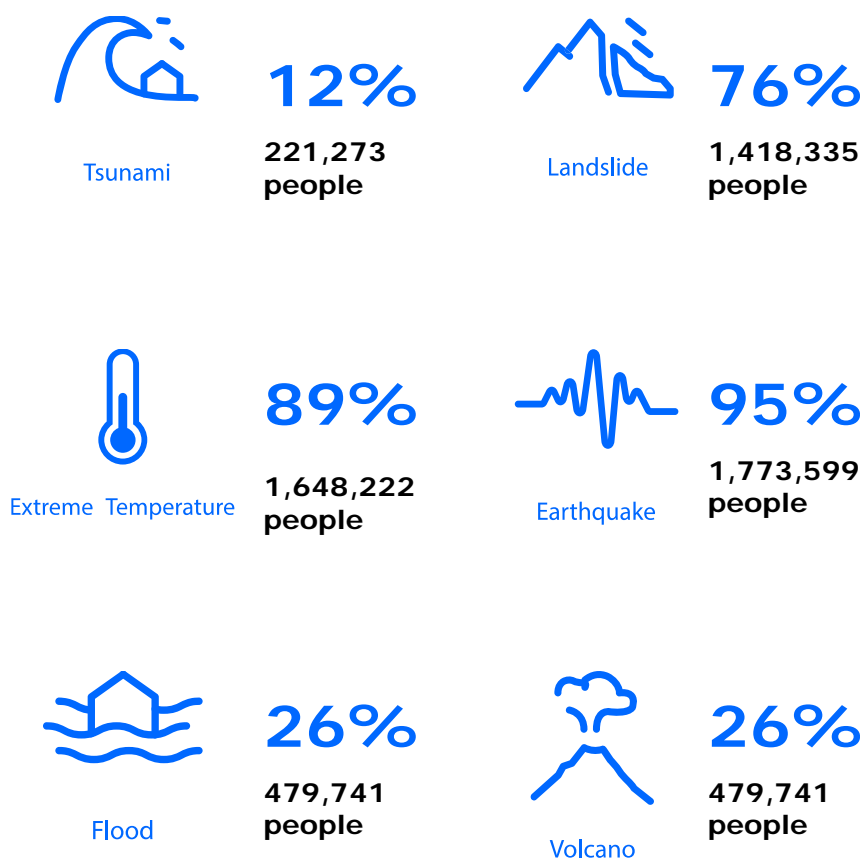 12%
221,273
people
Tsunami
76%
1,418,335
people
Landslide
89%
1,648,222
people
Extreme Temperature
95%
1,773,599
people
Earthquake
26%
479,741
people
Flood
26%
479,741
people
Volcano